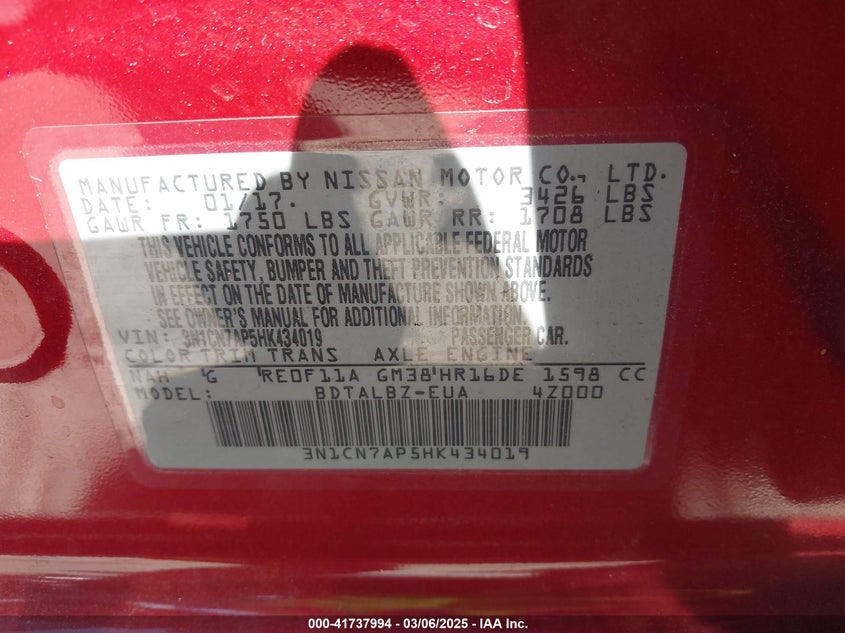 MANUFACTURED BY NISSAN MOTOR CO., LTD.
DATE: 01/17. GVWR: 3426 LBS
GAWR FR: 1750 LBS GAWR RR: 1708 LBS
THIS VEHICLE CONFORMS TO ALL APPLICABLE FEDERAL MOTOR
VEHICLE SAFETY, BUMPER AND THEFT PREVENTION STANDARDS
IN EFFECT ON THE DATE OF MANUFACTURE SHOWN ABOVE.
SEE OWNER'S MANUAL FOR ADDITIONAL INFORMATION.
VIN: 3N1CN7AP5HK434019 PASSENGER CAR.
COLOR TRIM TRANS AXLE ENGINE
NAH G RE0F11A GM38 HR16DE 1598 CC
MODEL: BDTALBZ-EUA 4Z000
3N1CN7AP5HK434019
000-41737994 - 03/06/2025 - IAA Inc.